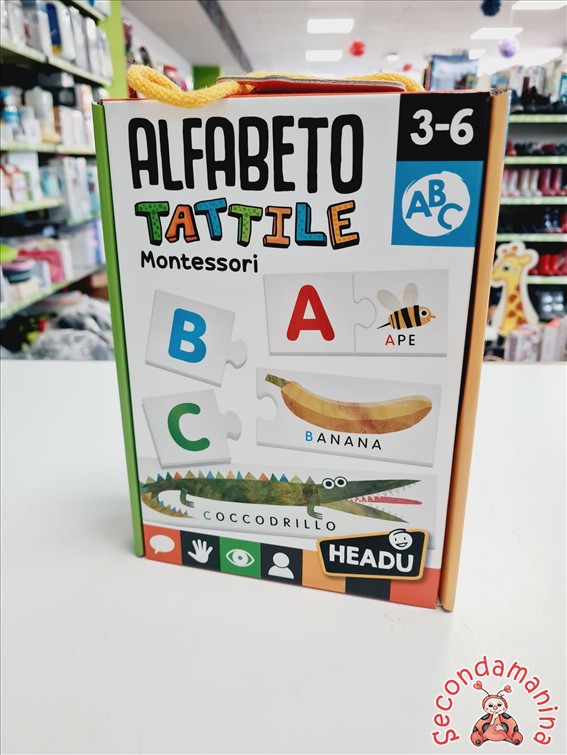 ALFABETO
TATTILE
Montessori
3-6
ABC
B
A
APE
C
BANANA
COCCODRILLO
HEADU
Secondamanina